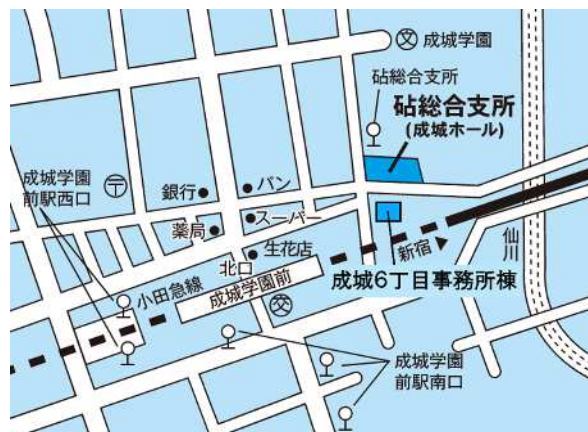 成城学園
砧総合支所
砧総合支所
(成城ホール)
成城学園
前駅西口
銀行
パン
薬局
スーパー
生花店
北口
成城学園前
小田急線
新宿
仙川
成城6丁目事務所棟
成城学園
前駅南口